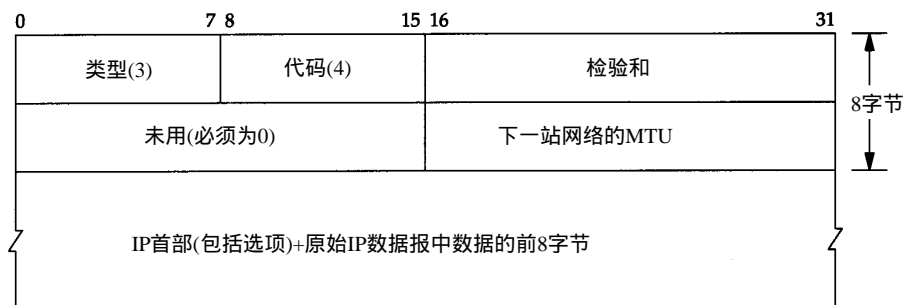 0 7 8 15 16 31
类型(3) 代码(4) 检验和
8字节
未用(必须为0) 下一站网络的MTU
IP首部(包括选项)+原始IP数据报中数据的前8字节